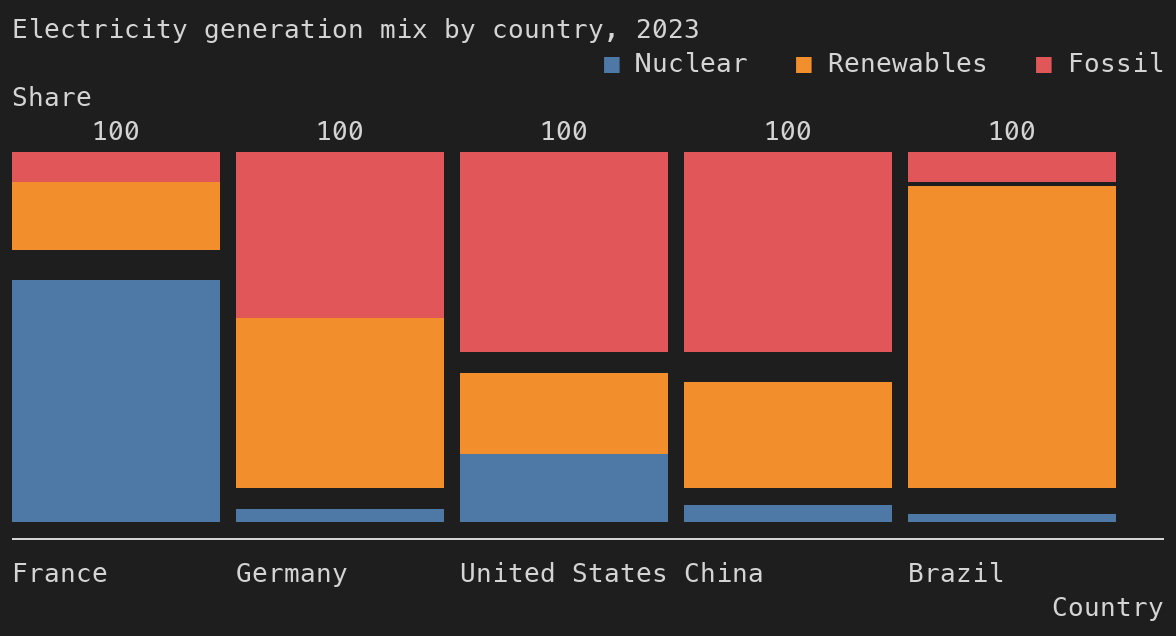 Electricity generation mix by country, 2023
Nuclear Renewables Fossil
Share
100 100 100 100 100
France Germany United States China Brazil
Country